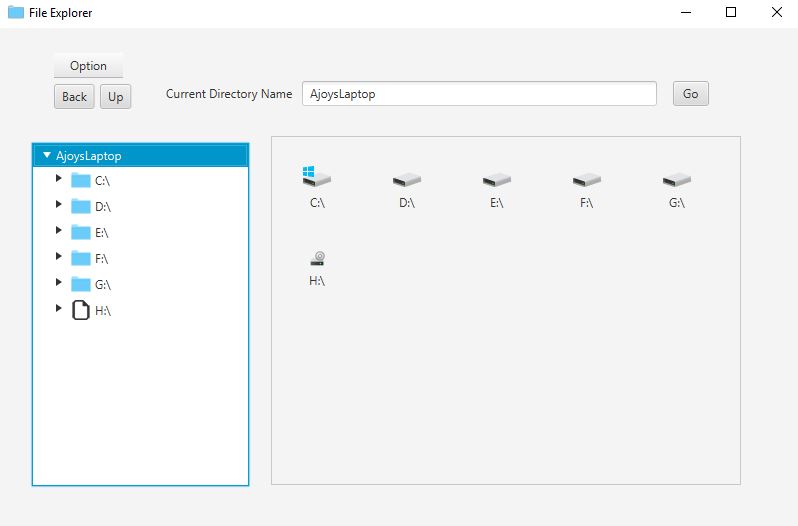 File Explorer
Option
Back Up Current Directory Name AjoysLaptop Go
AjoysLaptop
C:\
D:\
E:\
F:\
G:\
H:\
C:\ D:\ E:\ F:\ G:\
H:\